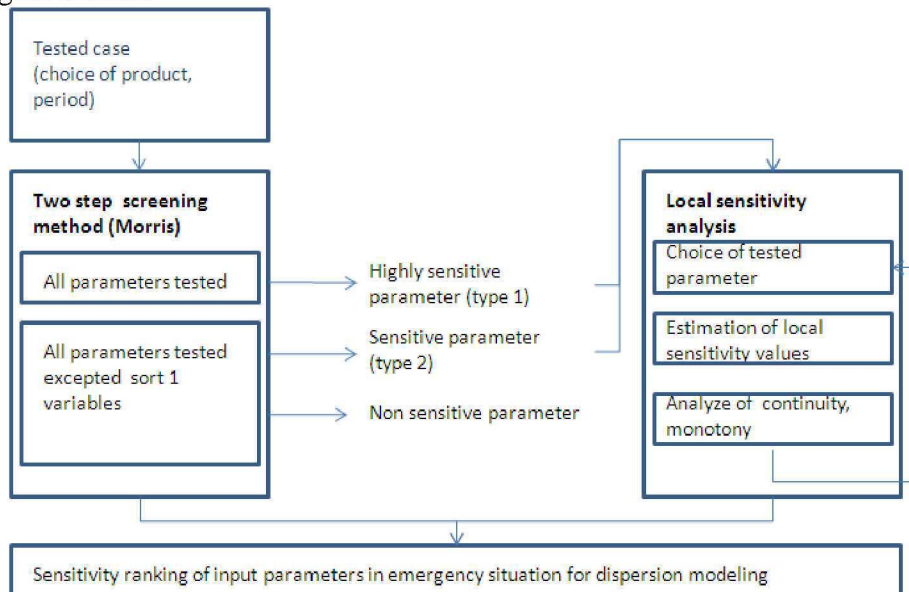 Tested case
(choice of product,
period)
Two step screening
method (Morris)
All parameters tested
All parameters tested
excepted sort 1
variables
Highly sensitive
parameter (type 1)
Sensitive parameter
(type 2)
Non sensitive parameter
Local sensitivity
analysis
Choice of tested
parameter
Estimation of local
sensitivity values
Analyze of continuity,
monotony
Sensitivity ranking of input parameters in emergency situation for dispersion modeling